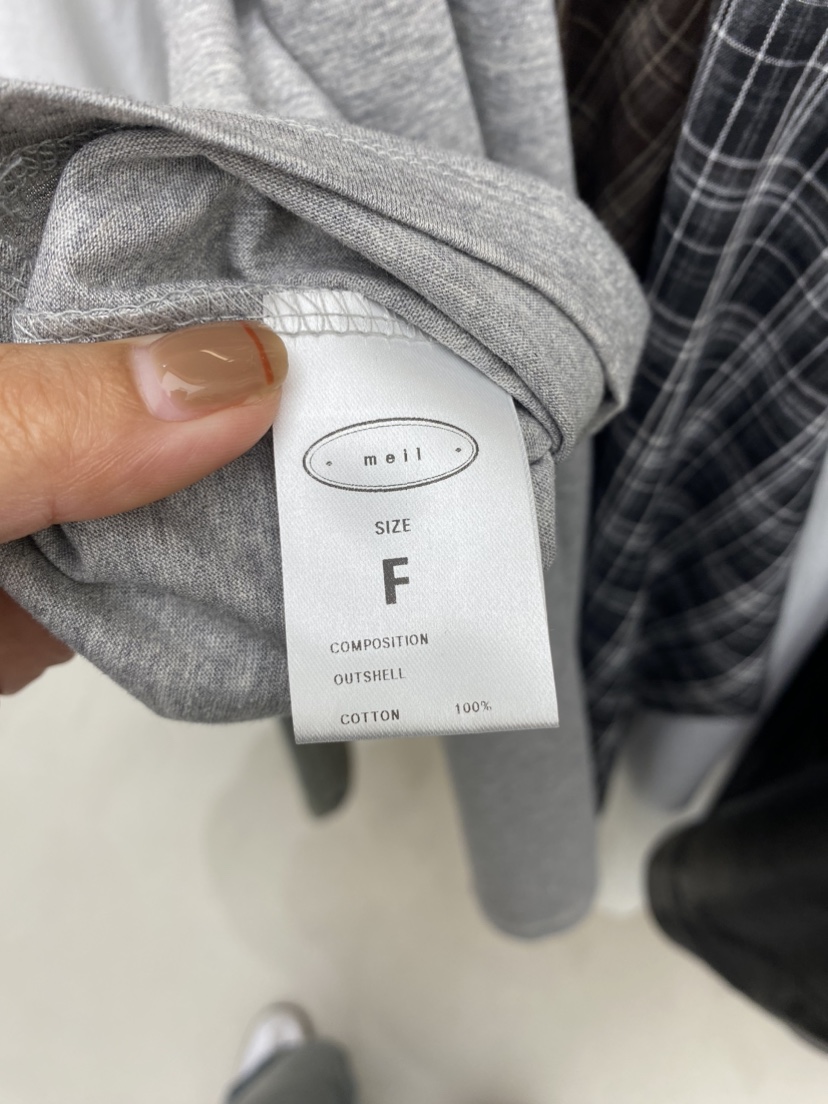 meil
SIZE
F
COMPOSITION
OUTSHELL
COTTON 100%